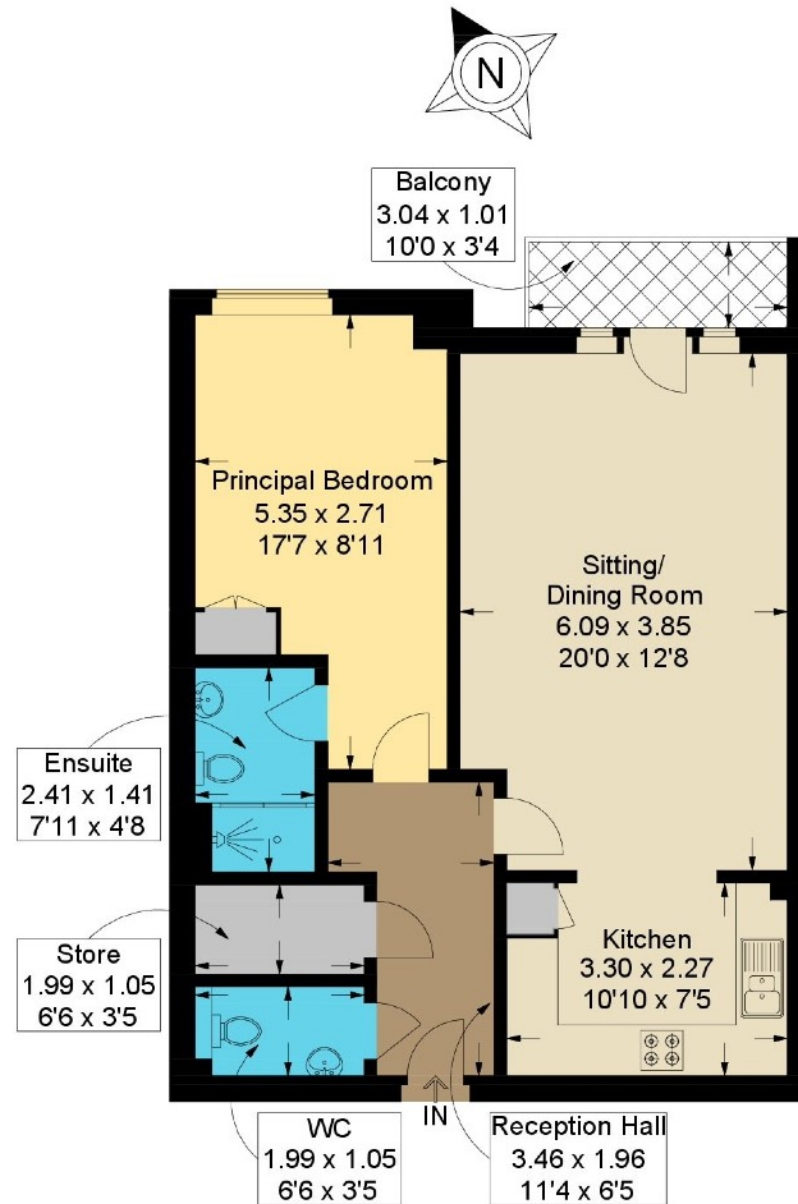 N
Balcony
3.04 x 1.01
10'0 x 3'4
Principal Bedroom
5.35 x 2.71
17'7 x 8'11
Sitting/
Dining Room
6.09 x 3.85
20'0 x 12'8
Ensuite
2.41 x 1.41
7'11 x 4'8
Store
1.99 x 1.05
6'6 x 3'5
Kitchen
3.30 x 2.27
10'10 x 7'5
IN
WC
1.99 x 1.05
6'6 x 3'5
Reception Hall
3.46 x 1.96
11'4 x 6'5